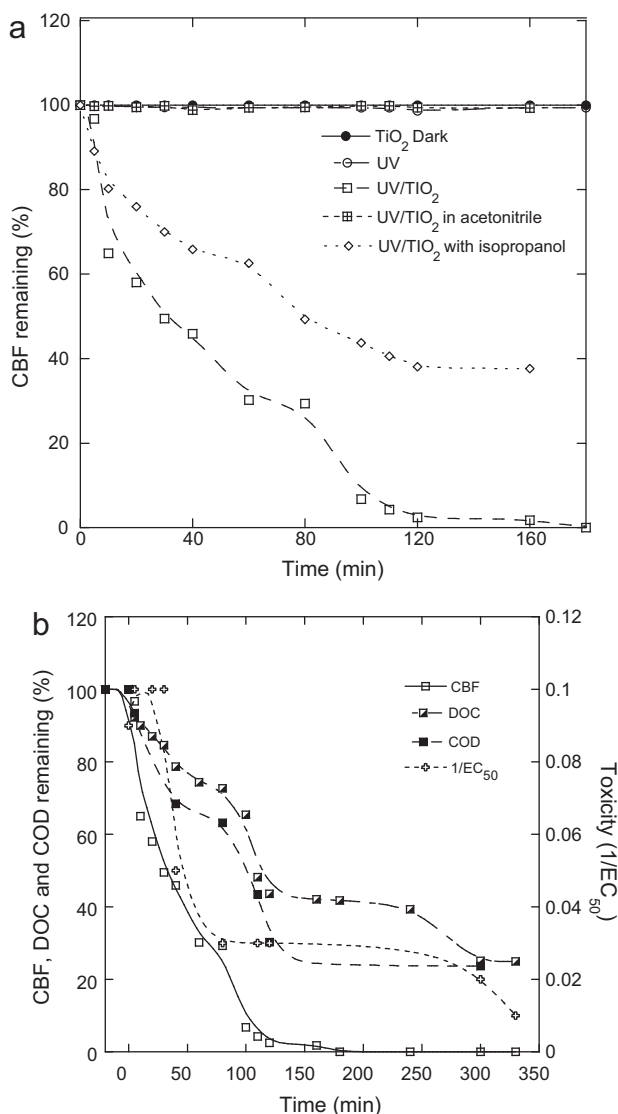 a
120
100
80
60
40
20
0
CBF remaining (%)
TiO2 Dark
UV
UV/TIO2
UV/TiO2 in acetonitrile
UV/TiO2 with isopropanol
0 40 80 120 160
Time (min)
b
120
100
80
60
40
20
0
CBF, DOC and COD remaining (%)
CBF
DOC
COD
1/EC50
0.12
0.1
0.08
0.06
0.04
0.02
0
Toxicity (1/EC50)
0 50 100 150 200 250 300 350
Time (min)